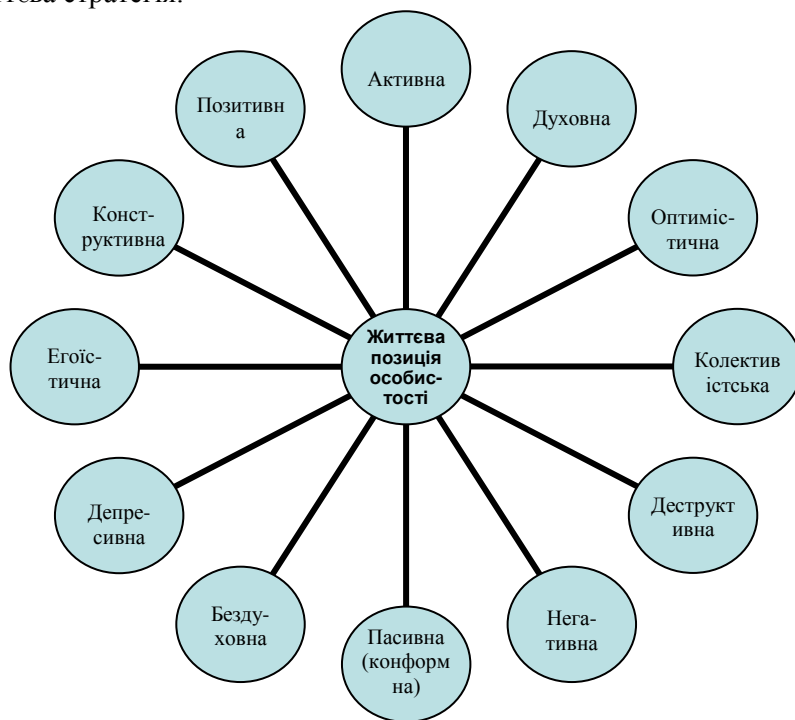 стратегія.
Активна
Позитивн
а
Духовна
Конст-
руктивна
Оптиміс-
тична
Життєва
позиція
особис-
тості
Егоїс-
тична
Колектив
істська
Депре-
сивна
Деструкт
ивна
Безду-
ховна
Нега-
тивна
Пасивна
(конформ
на)